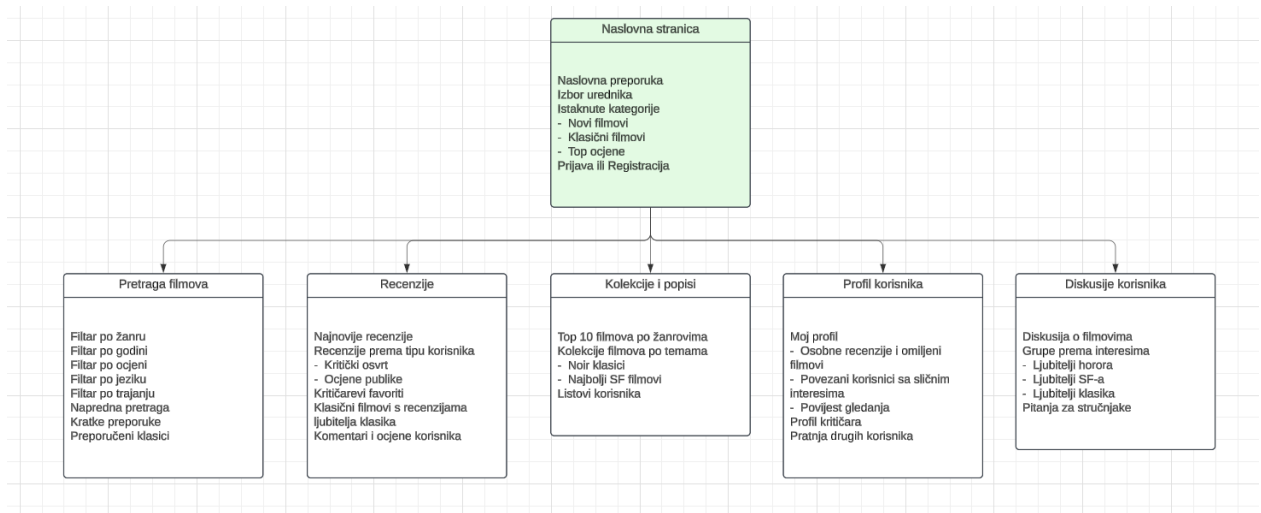 Naslovna stranica
Naslovna preporuka
Izbor urednika
Istaknute kategorije
- Novi filmovi
- Klasični filmovi
- Top ocjene
Prijava ili Registracija
Pretraga filmova
Filtar po žanru
Filtar po godini
Filtar po ocjeni
Filtar po jeziku
Filtar po trajanju
Napredna pretraga
Kratke preporuke
Preporučeni klasici
Recenzije
Najnovije recenzije
Recenzije prema tipu korisnika
- Kritički osvrt
- Ocjene publike
Kritičarevi favoriti
Klasični filmovi s recenzijama
ljubitelja klasika
Komentari i ocjene korisnika
Kolekcije i popisi
Top 10 filmova po žanrovima
Kolekcije filmova po temama
- Noir klasici
- Najbolji SF filmovi
Listovi korisnika
Profil korisnika
Moj profil
- Osobne recenzije i omiljeni
filmovi
- Povezani korisnici sa sličnim
interesima
- Povijest gledanja
Profil kritičara
Pratnja drugih korisnika
Diskusije korisnika
Diskusija o filmovima
Grupe prema interesima
- Ljubitelji horora
- Ljubitelji SF-a
- Ljubitelji klasika
Pitanja za stručnjake